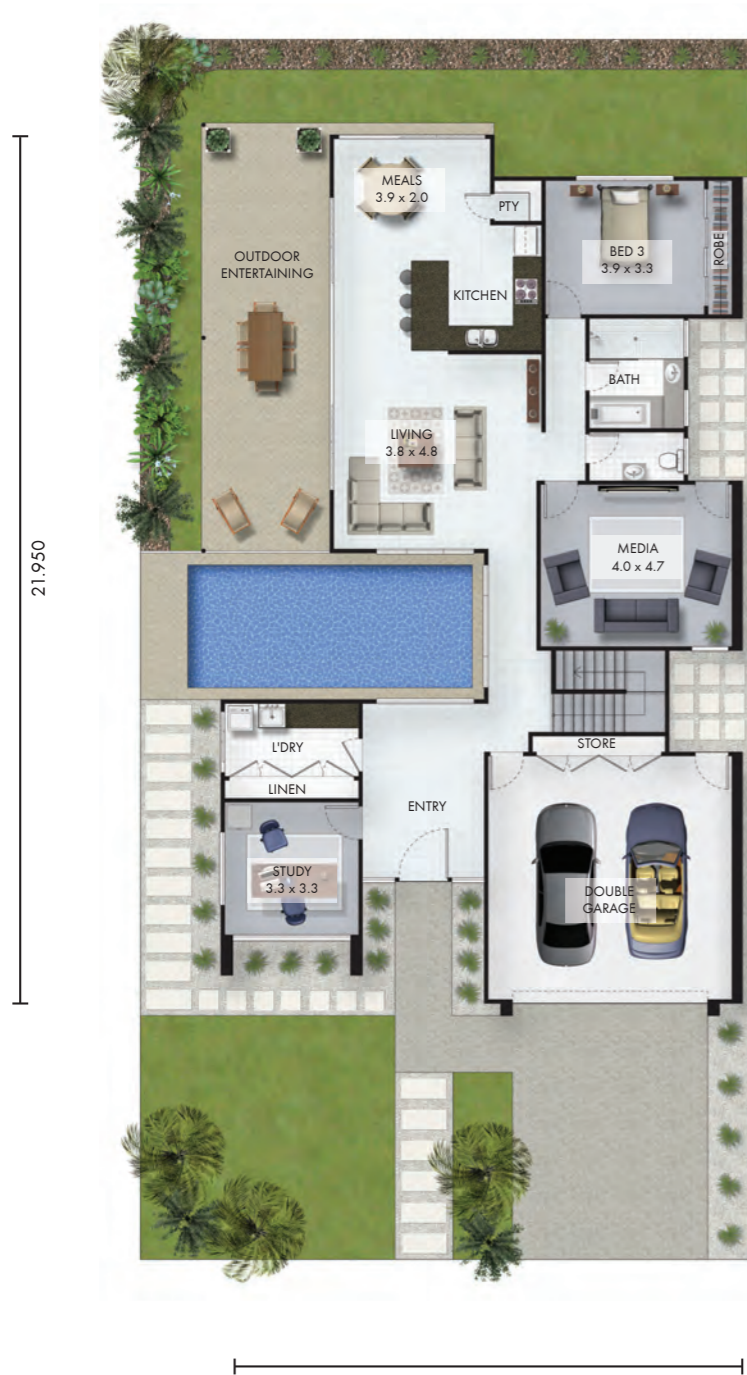 MEALS
3.9 x 2.0
PTY
OUTDOOR
ENTERTAINING
BED 3
3.9 x 3.3
ROBE
KITCHEN
BATH
LIVING
3.8 x 4.8
MEDIA
4.0 x 4.7
21.950
L'DRY
STORE
LINEN
ENTRY
STUDY
3.3 x 3.3
DOUBLE
GARAGE